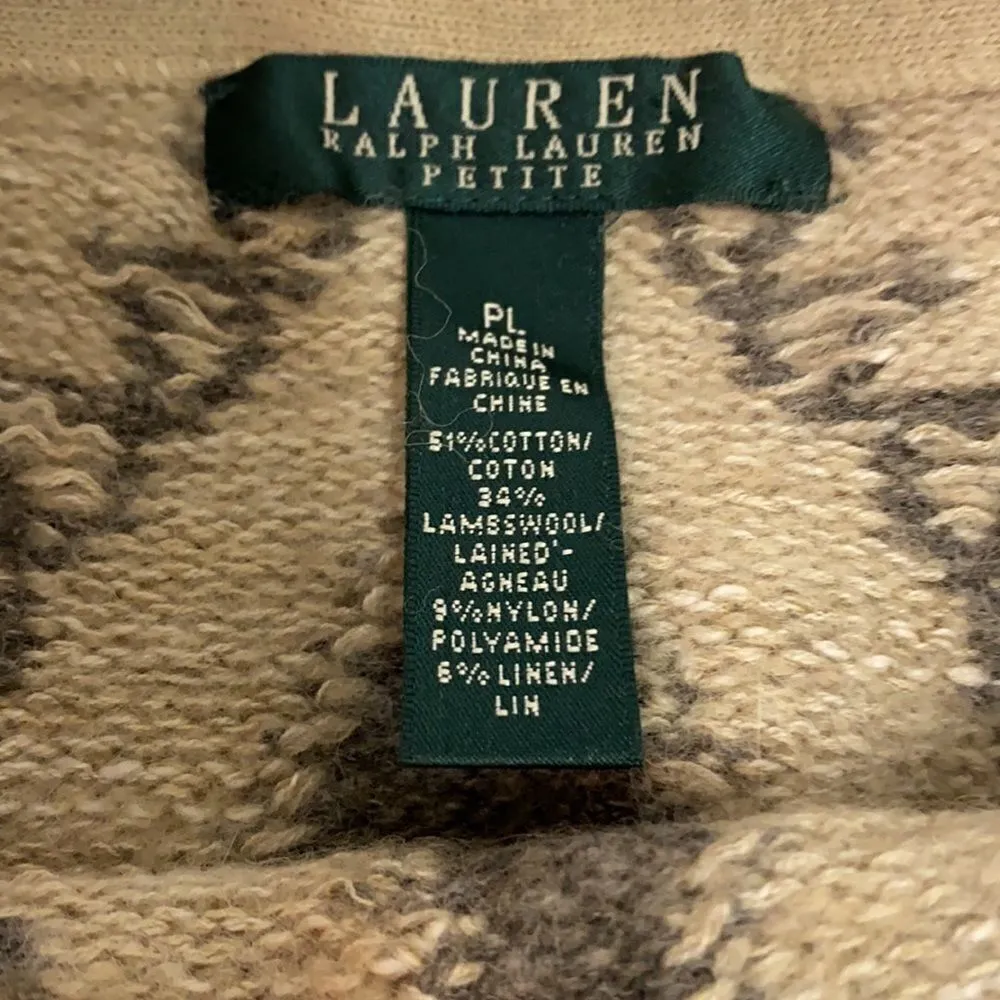 LAUREN
RALPH LAUREN
PETITE
PL
MADE IN
CHINA
FABRIQUE EN
CHINE
51%COTTON/
COTON
34%
LAMBSWOOL/
LAINED'-
AGNEAU
9%NYLON/
POLYAMIDE
6% LINEN/
LIN